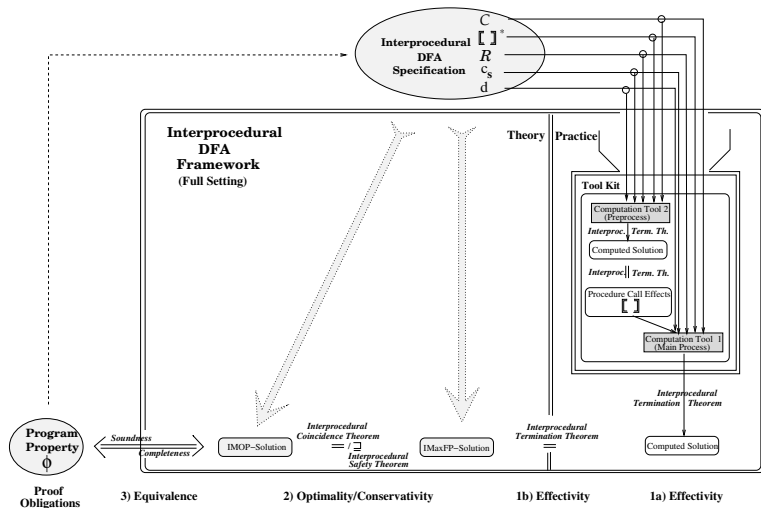 C
Interprocedural
DFA
Specification
[ ]*
R
c_s
d
Interprocedural
DFA
Framework
(Full Setting)
Theory
Practice
Tool Kit
Computation Tool 2
(Preprocess)
Interproc. Term. Th.
Computed Solution
Interproc. Term. Th.
Procedure Call Effects
[ ]
Computation Tool 1
(Main Process)
Interprocedural
Termination Theorem
Computed Solution
Program
Property
ϕ
Soundness
Completeness
IMOP−Solution
Interprocedural
Coincidence Theorem
= / ⊒
Interprocedural
Safety Theorem
IMaxFP−Solution
Interprocedural
Termination Theorem
=
Proof
Obligations
3) Equivalence
2) Optimality/Conservativity
1b) Effectivity
1a) Effectivity